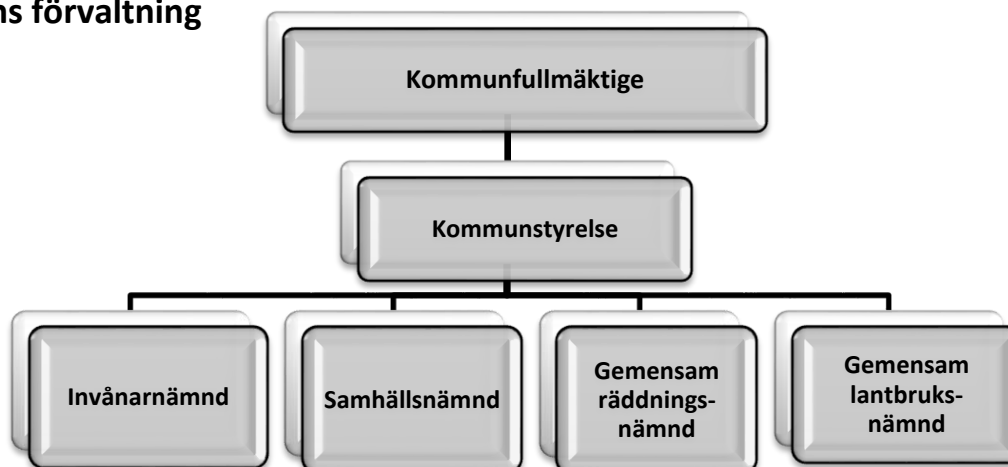 ns förvaltning
Kommunfullmäktige
Kommunstyrelse
Invånarnämnd
Samhällsnämnd
Gemensam
räddnings-
nämnd
Gemensam
lantbruks-
nämnd